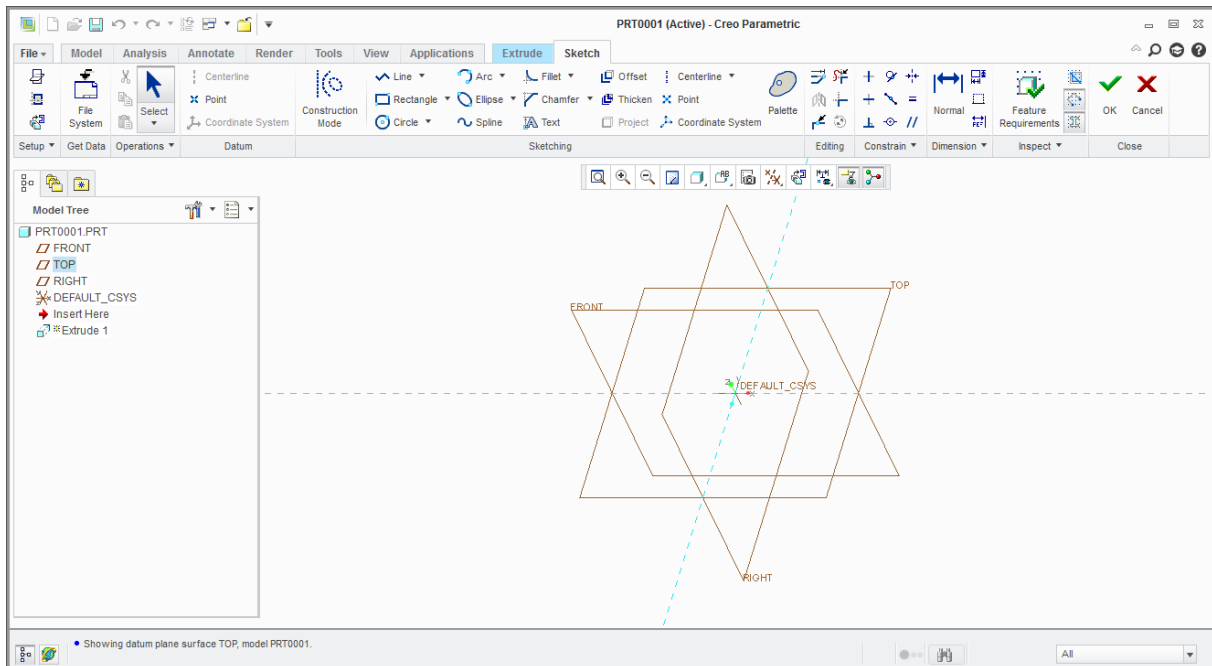 PRT0001 (Active) - Creo Parametric
File Model Analysis Annotate Render Tools View Applications Extrude Sketch
Centerline Line Arc Fillet Offset Centerline
Point Rectangle Ellipse Chamfer Thicken Point
Coordinate System Circle Spline Text Project Coordinate System
File System
Select
Construction Mode
Palette
Normal
Feature Requirements
OK
Cancel
Setup Get Data Operations Datum Sketching Editing Constrain Dimension Inspect Close
Model Tree
PRT0001.PRT
FRONT
TOP
RIGHT
DEFAULT_CSYS
Insert Here
Extrude 1
TOP
FRONT
DEFAULT_CSYS
Z
Y
X
RIGHT
Showing datum plane surface TOP, model PRT0001.
All